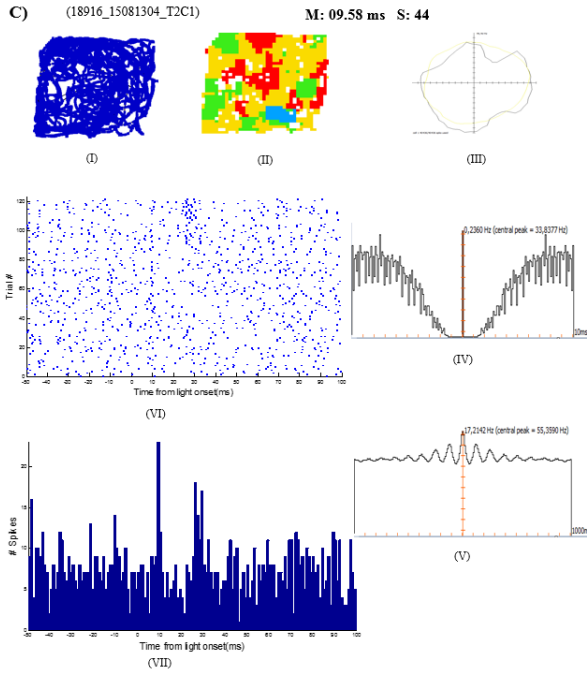 C) (18916_15081304_T2C1) M: 09.58 ms S: 44
(I) (II) (III)
120
100
80
60
40
20
0
Trial #
-50 -40 -30 -20 -10 0 10 20 30 40 50 60 70 80 90 100
Time from light onset(ms)
(VI)
0,2360 Hz (central peak = 33,8377 Hz)
10ms
(IV)
20
15
10
5
0
# Spikes
-50 -40 -30 -20 -10 0 10 20 30 40 50 60 70 80 90 100
Time from light onset(ms)
(VII)
17,2142 Hz (central peak = 55,3590 Hz)
1000ms
(V)